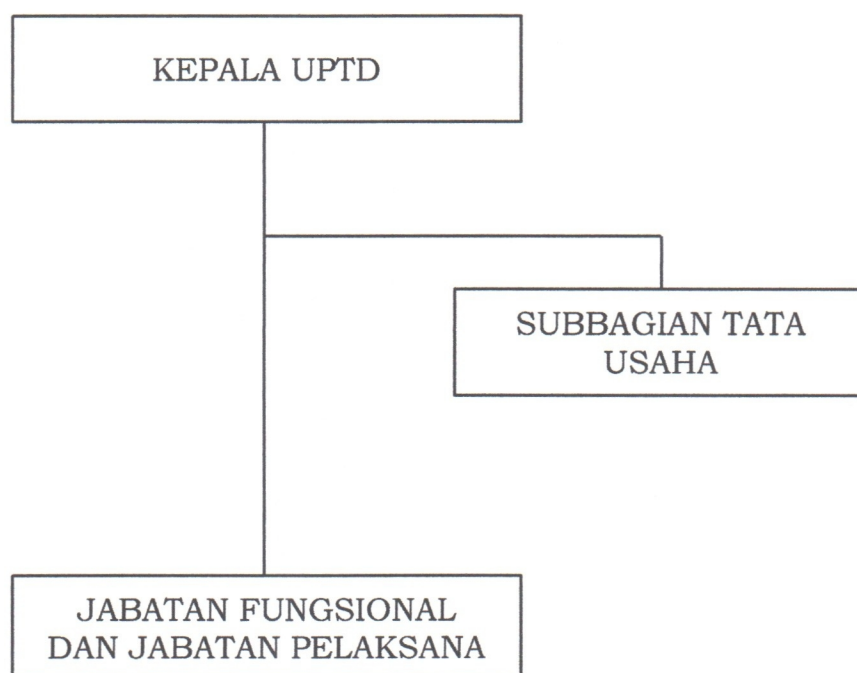 KEPALA UPTD
SUBBAGIAN TATA
USAHA
JABATAN FUNGSIONAL
DAN JABATAN PELAKSANA